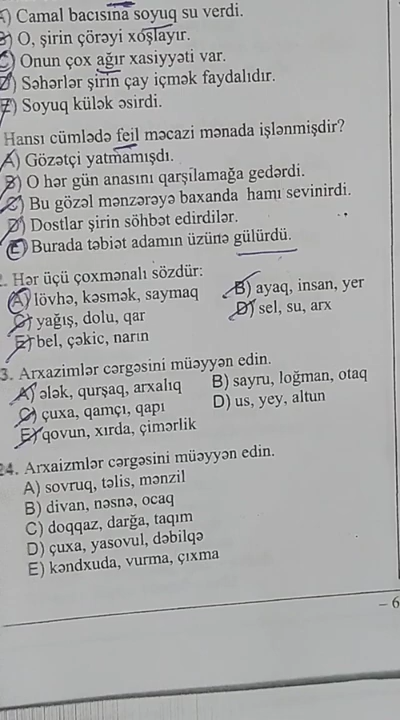 A) Camal bacısına soyuq su verdi.
B) O, şirin çörəyi xoşlayır.
C) Onun çox ağır xasiyyəti var.
D) Səhərlər şirin çay içmək faydalıdır.
E) Soyuq külək əsirdi.
Hansı cümlədə feil məcazi mənada işlənmişdir?
A) Gözətçi yatmamışdı.
B) O hər gün anasını qarşılamağa gedərdi.
C) Bu gözəl mənzərəyə baxanda hamı sevinirdi.
D) Dostlar şirin söhbət edirdilər.
E) Burada təbiət adamın üzünə gülürdü.
2. Hər üçü çoxmənalı sözdür:
A) lövhə, kəsmək, saymaq B) ayaq, insan, yer
C) yağış, dolu, qar D) sel, su, arx
E) bel, çəkic, narın
3. Arxazimlər cərgəsini müəyyən edin.
A) ələk, qurşaq, arxalıq B) sayru, loğman, otaq
C) çuxa, qamçı, qapı D) us, yey, altun
E) qovun, xırda, çimərlik
24. Arxaizmlər cərgəsini müəyyən edin.
A) sovruq, təlis, mənzil
B) divan, nəsnə, ocaq
C) doqqaz, darğa, taqım
D) çuxa, yasovul, dəbilqə
E) kəndxuda, vurma, çıxma
– 6